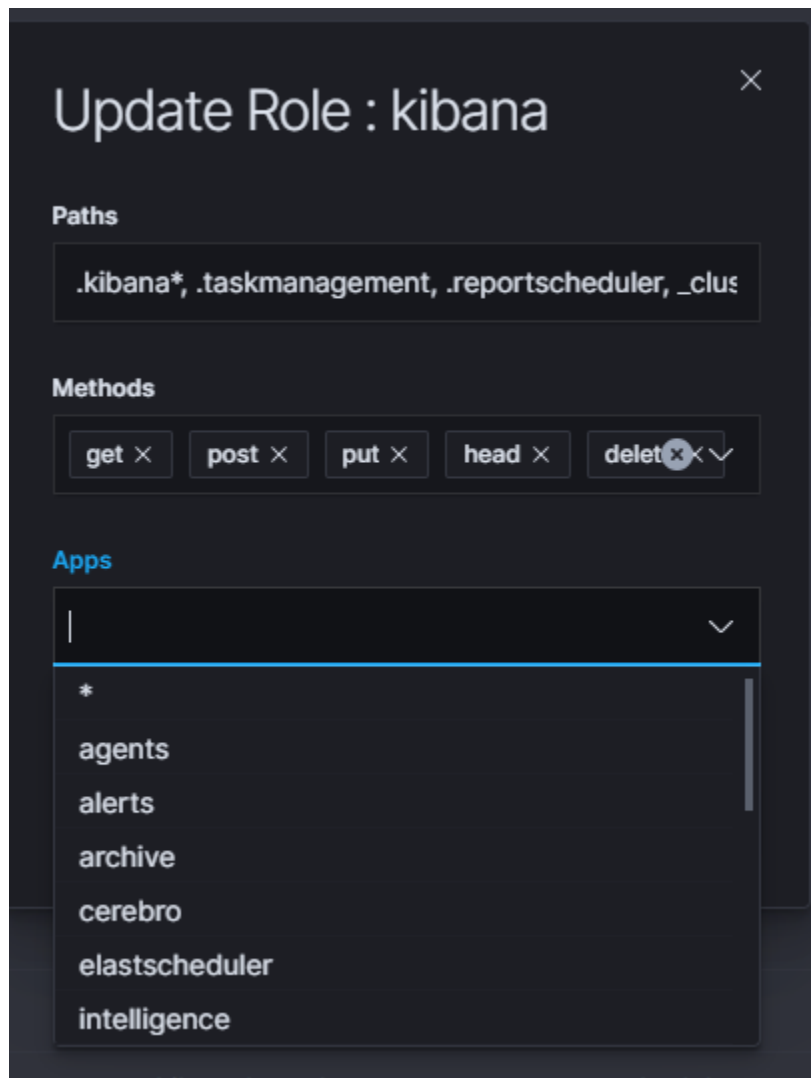 Update Role : kibana
Paths
.kibana*, .taskmanagement, .reportscheduler, _clus
Methods
get post put head delet
Apps
*
agents
alerts
archive
cerebro
elastscheduler
intelligence